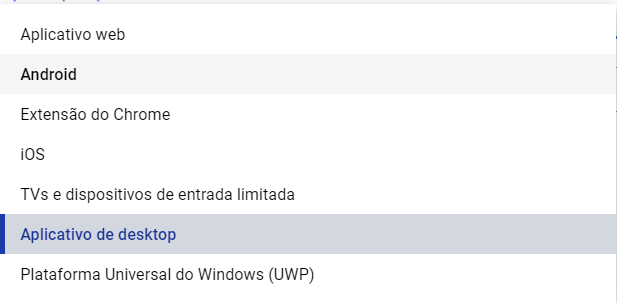 Aplicativo web
Android
Extensão do Chrome
iOS
TVs e dispositivos de entrada limitada
Aplicativo de desktop
Plataforma Universal do Windows (UWP)